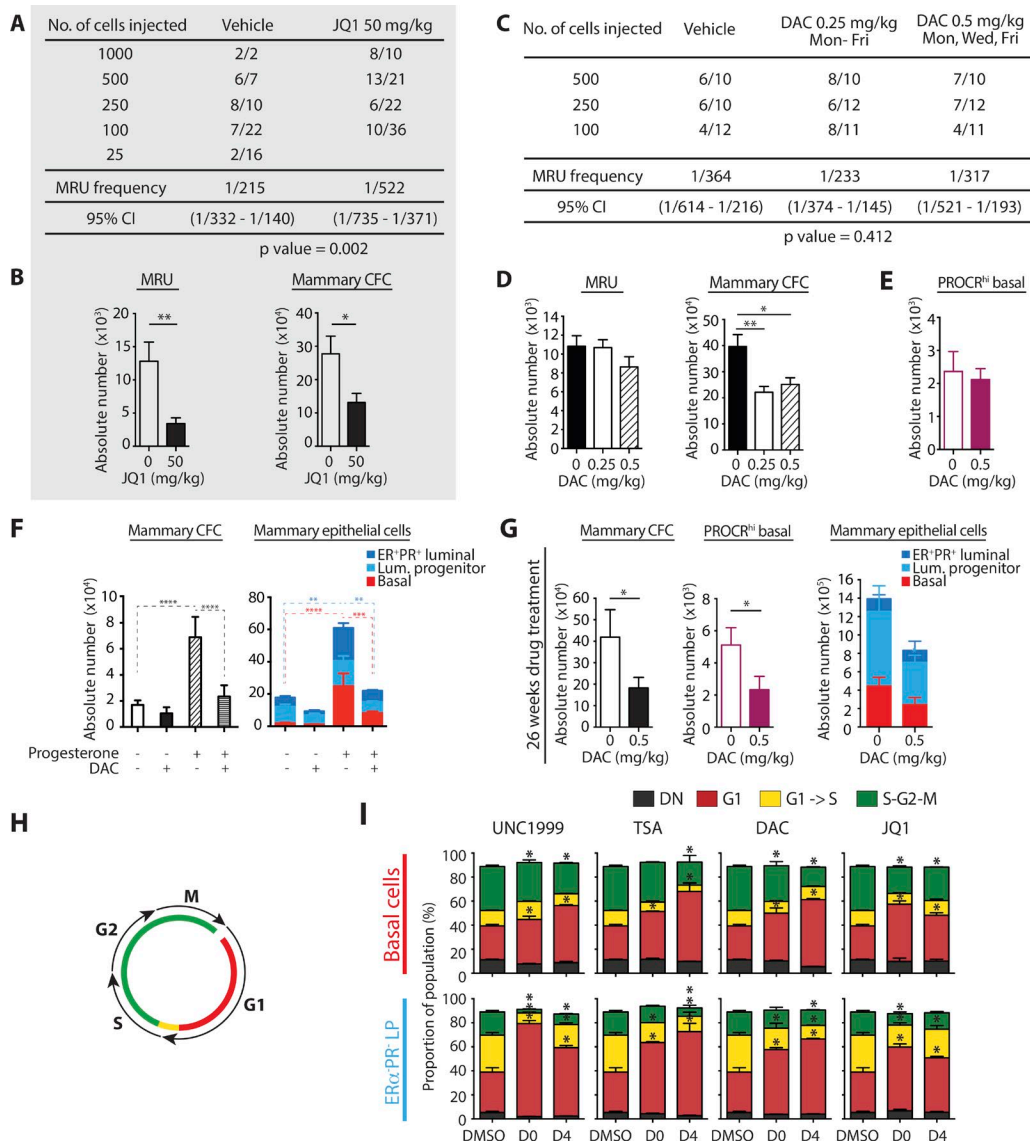 A
No. of cells injected Vehicle JQ1 50 mg/kg
1000 2/2 8/10
500 6/7 13/21
250 8/10 6/22
100 7/22 10/36
25 2/16
MRU frequency 1/215 1/522
95% CI (1/332 - 1/140) (1/735 - 1/371)
p value = 0.002
C
No. of cells injected Vehicle DAC 0.25 mg/kg Mon- Fri DAC 0.5 mg/kg Mon, Wed, Fri
500 6/10 8/10 7/10
250 6/10 6/12 7/12
100 4/12 8/11 4/11
MRU frequency 1/364 1/233 1/317
95% CI (1/614 - 1/216) (1/374 - 1/145) (1/521 - 1/193)
p value = 0.412
B
MRU
Absolute number (x10³)
20
15
10
5
0
**
0 50
JQ1 (mg/kg)
Mammary CFC
Absolute number (x10⁴)
40
30
20
10
0
*
0 50
JQ1 (mg/kg)
D
MRU
Absolute number (x10³)
14
12
10
8
6
4
2
0
0 0.25 0.5
DAC (mg/kg)
Mammary CFC
Absolute number (x10⁴)
50
40
30
20
10
0
*
**
0 0.25 0.5
DAC (mg/kg)
E
PROCRʰⁱ basal
Absolute number (x10³)
4
3
2
1
0
0 0.5
DAC (mg/kg)
F
Mammary CFC
Absolute number (x10⁴)
10
8
6
4
2
0
**** ****
Mammary epithelial cells
ER⁺PR⁺ luminal
Lum. progenitor
Basal
80
60
40
20
0
** **
**** ***
Progesterone - - + + - - + +
DAC - + - + - + - +
G
26 weeks drug treatment
Mammary CFC
Absolute number (x10⁴)
60
50
40
30
20
10
0
*
0 0.5
DAC (mg/kg)
PROCRʰⁱ basal
Absolute number (x10³)
8
6
4
2
0
*
0 0.5
DAC (mg/kg)
Mammary epithelial cells
ER⁺PR⁺ luminal
Lum. progenitor
Basal
Absolute number (x10⁵)
16
14
12
10
8
6
4
2
0
0 0.5
DAC (mg/kg)
H
M
G2
S
G1
I
DN G1 G1 -> S S-G2-M
UNC1999 TSA DAC JQ1
Basal cells
ERα⁻PR⁻ LP
Proportion of population (%)
100
80
60
40
20
0
* * * * * * * * * * * * * *
100
80
60
40
20
0
* * * * * * * * * * * * * * * *
DMSO D0 D4 DMSO D0 D4 DMSO D0 D4 DMSO D0 D4